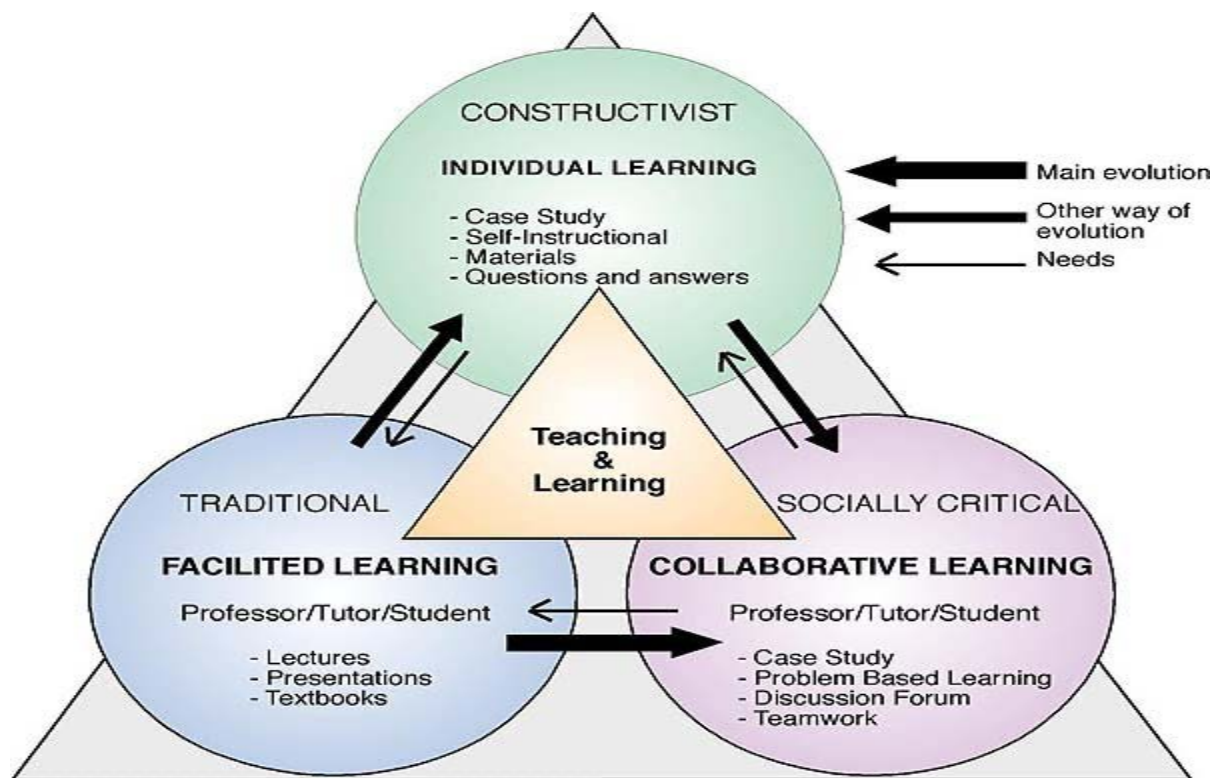 CONSTRUCTIVIST
INDIVIDUAL LEARNING
- Case Study
- Self-Instructional
- Materials
- Questions and answers
Main evolution
Other way of
evolution
Needs
Teaching
&
Learning
TRADITIONAL
FACILITED LEARNING
Professor/Tutor/Student
- Lectures
- Presentations
- Textbooks
SOCIALLY CRITICAL
COLLABORATIVE LEARNING
Professor/Tutor/Student
- Case Study
- Problem Based Learning
- Discussion Forum
- Teamwork